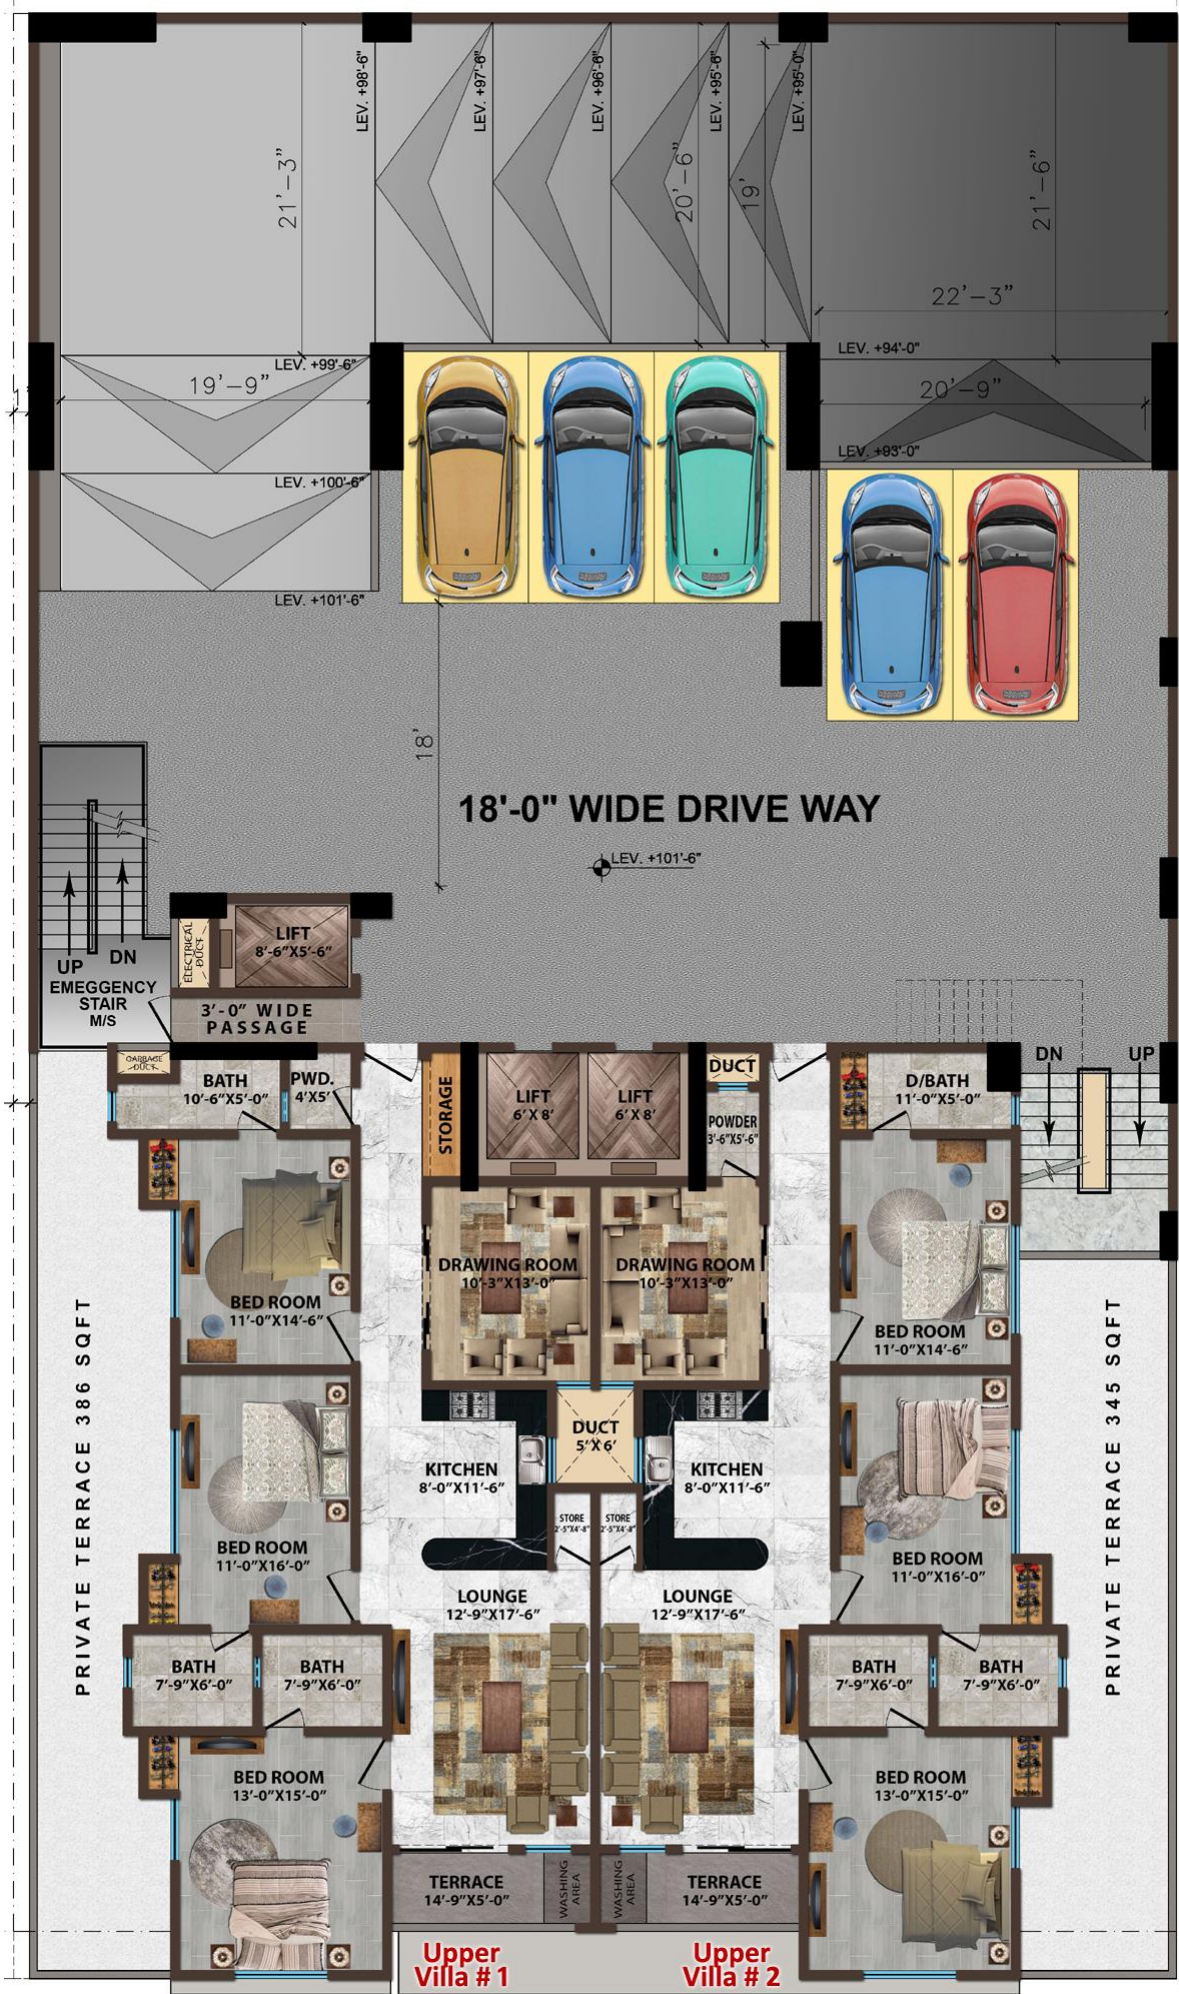 LEV. +98'-6"
LEV. +97'-6"
LEV. +96'-6"
LEV. +95'-6"
LEV. +95'-0"
21'-3"
20'-6"
19'
21'-6"
22'-3"
LEV. +94'-0"
LEV. +99'-6"
19'-9"
20'-9"
LEV. +93'-0"
LEV. +100'-6"
LEV. +101'-6"
18'
18'-0" WIDE DRIVE WAY
LEV. +101'-6"
UP
DN
EMEGGENCY
STAIR
M/S
ELECTRICAL
DUCT
LIFT
8'-6"X5'-6"
3'-0" WIDE
PASSAGE
GARBAGE
DUCT
BATH
10'-6"X5'-0"
PWD.
4'X5'
STORAGE
LIFT
6' X 8'
LIFT
6' X 8'
DUCT
POWDER
3'-6"X5'-6"
D/BATH
11'-0"X5'-0"
DN
UP
BED ROOM
11'-0"X14'-6"
DRAWING ROOM
10'-3"X13'-0"
DRAWING ROOM
10'-3"X13'-0"
BED ROOM
11'-0"X14'-6"
PRIVATE TERRACE 386 SQFT
PRIVATE TERRACE 345 SQFT
DUCT
5'X 6'
KITCHEN
8'-0"X11'-6"
KITCHEN
8'-0"X11'-6"
STORE
2'-5"X4'-8"
STORE
2'-5"X4'-8"
BED ROOM
11'-0"X16'-0"
BED ROOM
11'-0"X16'-0"
LOUNGE
12'-9"X17'-6"
LOUNGE
12'-9"X17'-6"
BATH
7'-9"X6'-0"
BATH
7'-9"X6'-0"
BATH
7'-9"X6'-0"
BATH
7'-9"X6'-0"
BED ROOM
13'-0"X15'-0"
BED ROOM
13'-0"X15'-0"
TERRACE
14'-9"X5'-0"
WASHING
AREA
WASHING
AREA
TERRACE
14'-9"X5'-0"
Upper
Villa # 1
Upper
Villa # 2